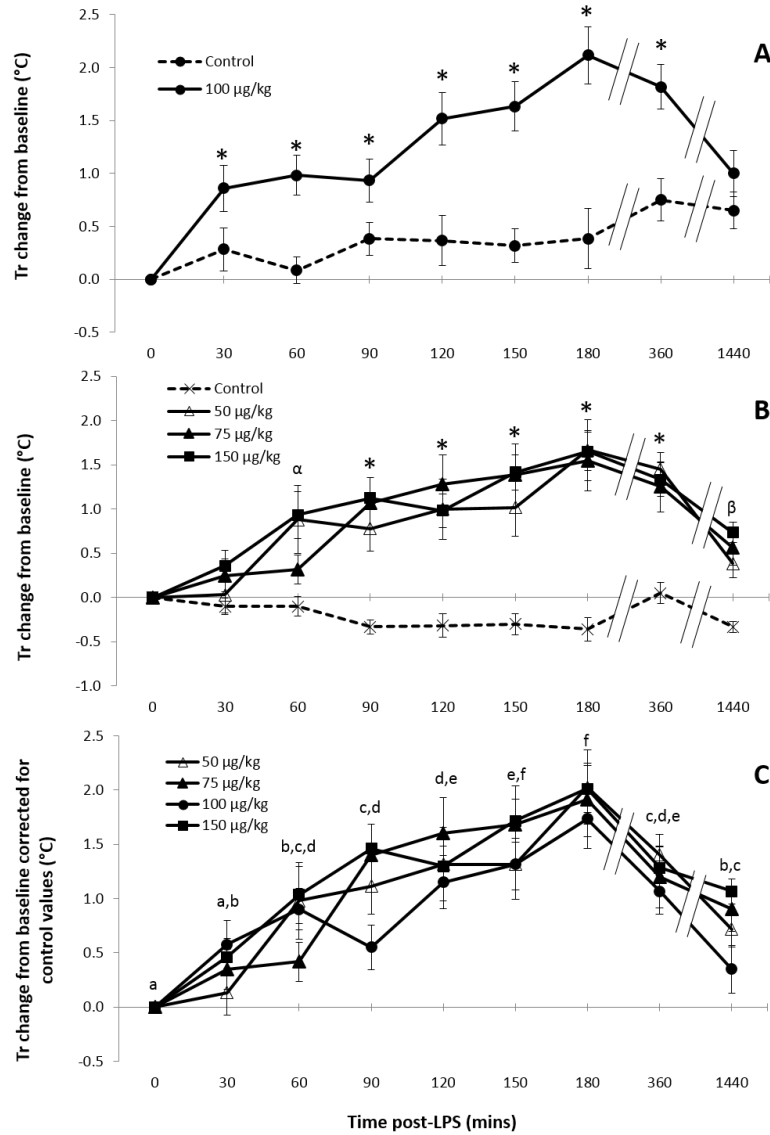 A
Tr change from baseline (°C)
Control
100 µg/kg
2.5
2.0
1.5
1.0
0.5
0.0
-0.5
* * * * * * * *
0 30 60 90 120 150 180 360 1440
B
Tr change from baseline (°C)
Control
50 µg/kg
75 µg/kg
150 µg/kg
2.5
2.0
1.5
1.0
0.5
0.0
-0.5
-1.0
α * * * * * β
0 30 60 90 120 150 180 360 1440
C
Tr change from baseline corrected for
control values (°C)
50 µg/kg
75 µg/kg
100 µg/kg
150 µg/kg
2.5
2.0
1.5
1.0
0.5
0.0
-0.5
a a,b b,c,d c,d d,e e,f f c,d,e b,c
0 30 60 90 120 150 180 360 1440
Time post-LPS (mins)